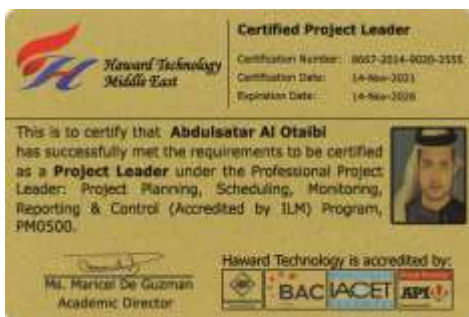 Haward Technology
Middle East
Certified Project Leader
Certification Number: 8667-2014-9020-2555
Certification Date: 14-Nov-2021
Expiration Date: 14-Nov-2026
This is to certify that Abdulsatar Al Otaibi
has successfully met the requirements to be certified
as a Project Leader under the Professional Project
Leader: Project Planning, Scheduling, Monitoring,
Reporting & Control (Accredited by ILM) Program,
PM0500.
Ms. Maricel De Guzman
Academic Director
Haward Technology is accredited by:
BAC
IACET
API